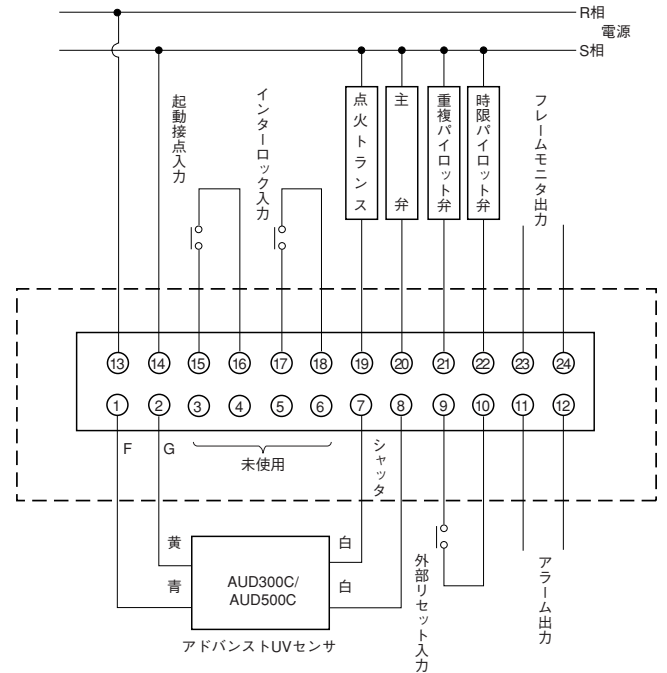 R相
電源
S相
起動接点入力
インターロック入力
点火トランス
主弁
重複パイロット弁
時限パイロット弁
フレームモニタ出力
13 14 15 16 17 18 19 20 21 22 23 24
1 2 3 4 5 6 7 8 9 10 11 12
F
G
未使用
シャッタ
黄
青
白
白
AUD300C/
AUD500C
アドバンストUVセンサ
外部リセット入力
アラーム出力